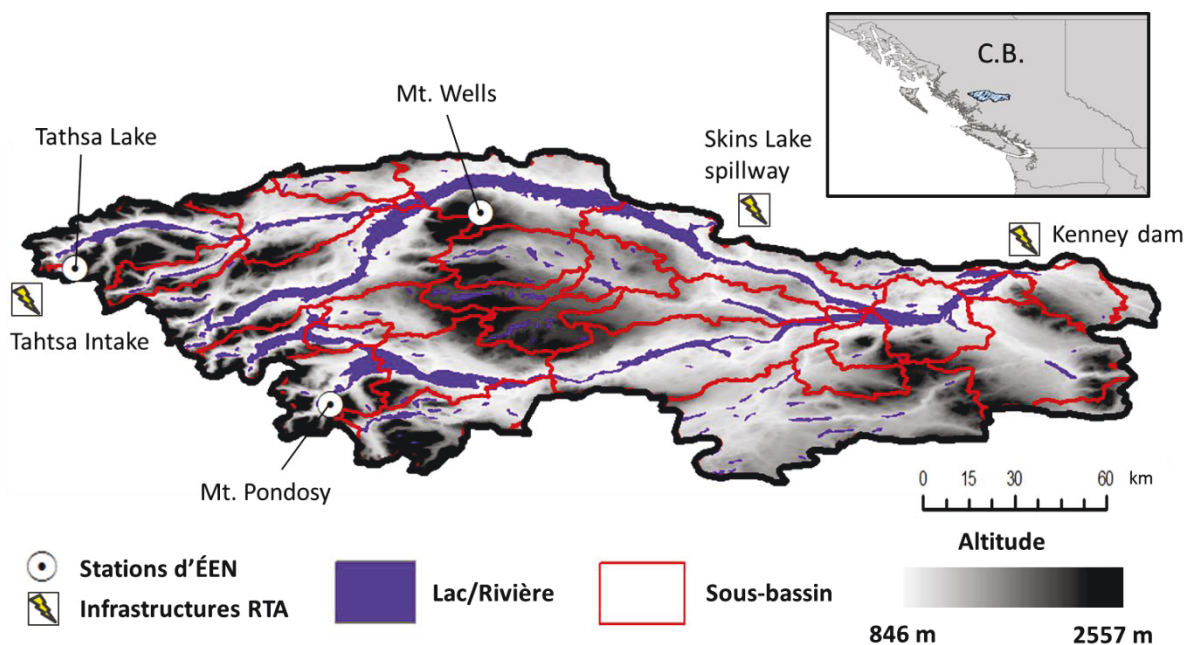 C.B.
Mt. Wells
Tathsa Lake
Skins Lake
spillway
Kenney dam
Tahtsa Intake
Mt. Pondosy
0 15 30 60 km
Altitude
Stations d'ÉEN
Infrastructures RTA
Lac/Rivière
Sous-bassin
846 m 2557 m